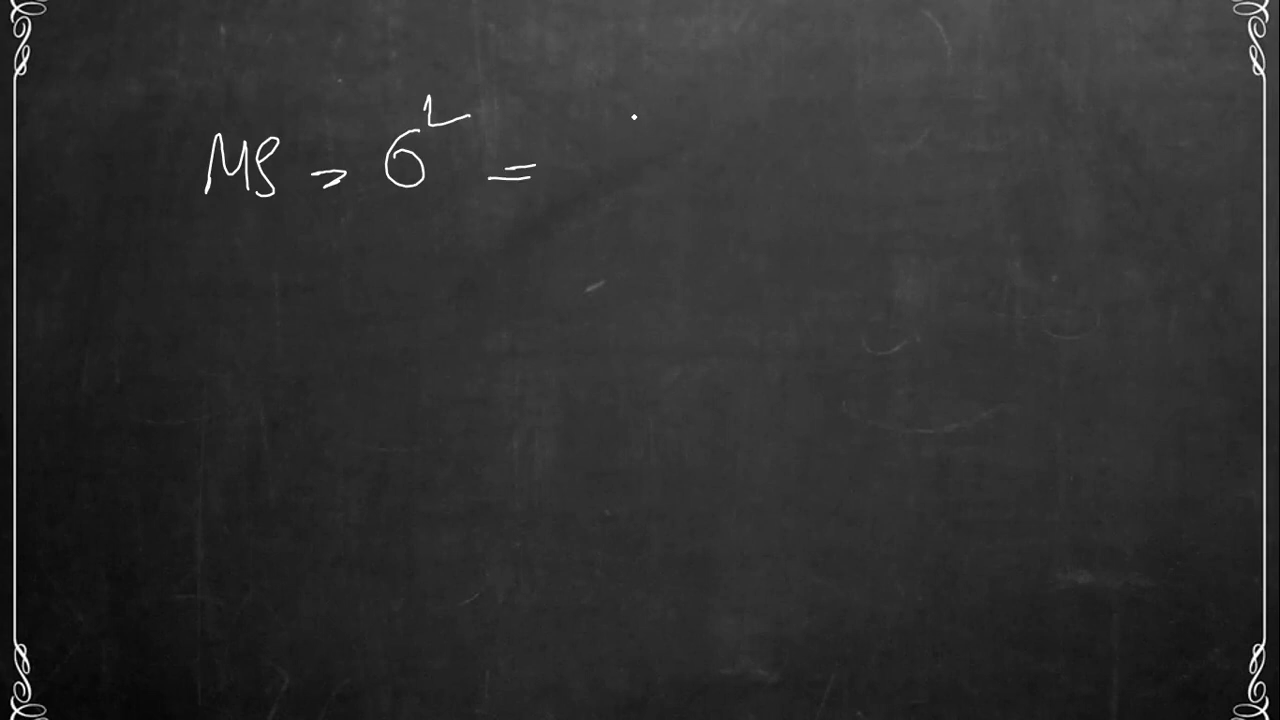 MS = σ² =